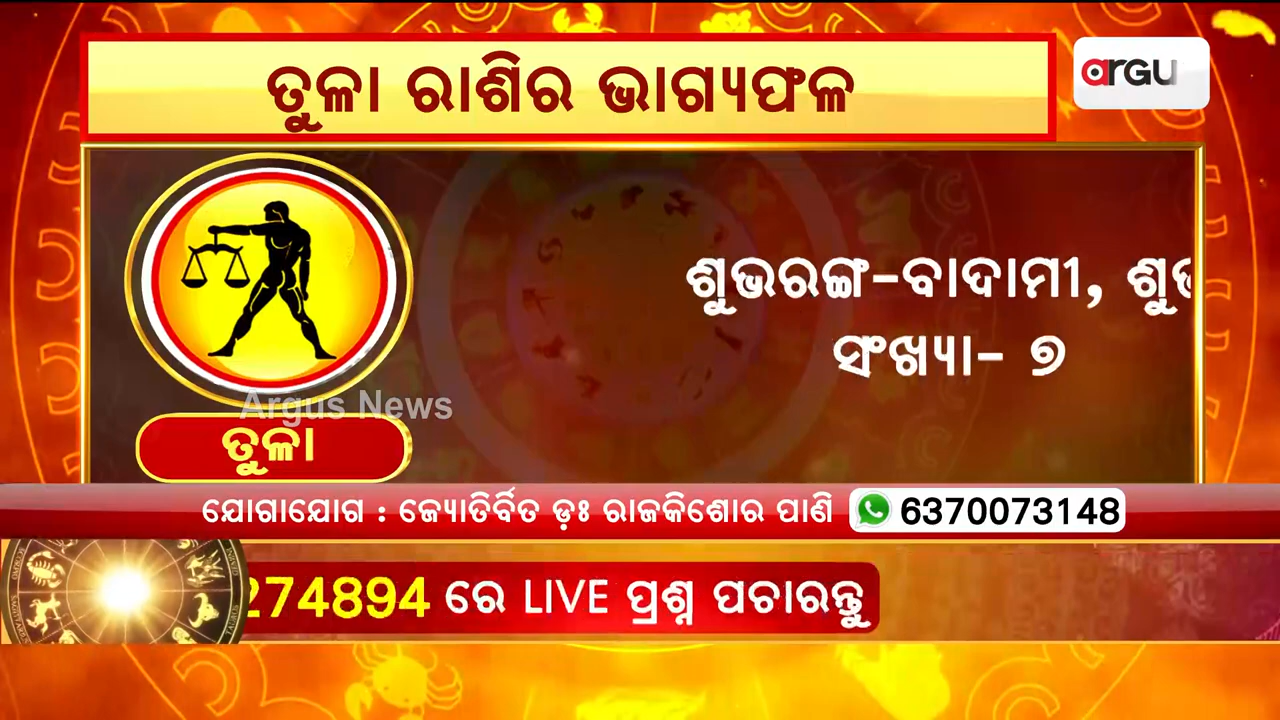 ତୁଳା ରାଶିର ଭାଗ୍ୟଫଳ
arGU
ଶୁଭରଙ୍ଗ-ବାଦାମୀ,
ସଂଖ୍ୟା- ୭
Argus News
ତୁଳା
ଯୋଗାଯୋଗ : ଜ୍ୟୋତିର୍ବିତ ଡ଼ଃ ରାଜକିଶୋର ପାଣି 6370073148
274894 ରେ LIVE ପ୍ରଶ୍ନ ପଚାରନ୍ତୁ